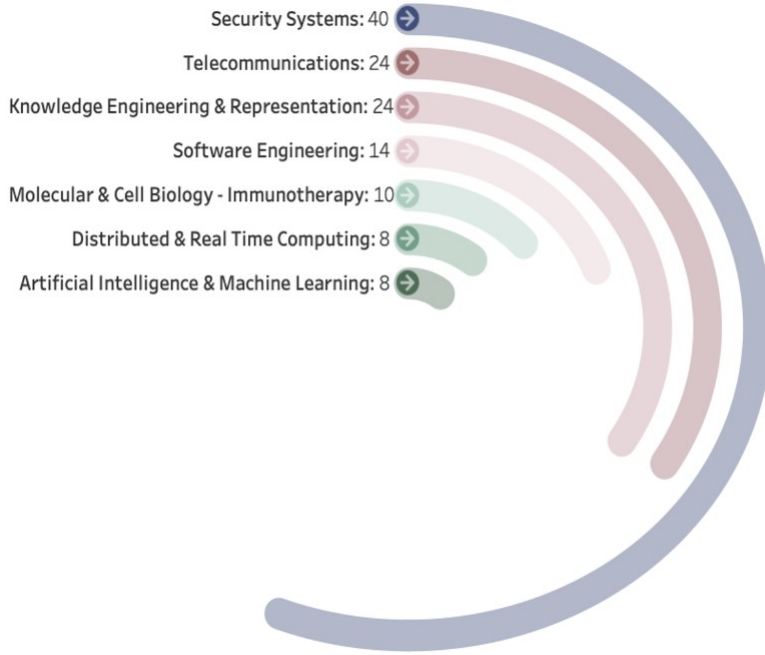 Security Systems: 40
Telecommunications: 24
Knowledge Engineering & Representation: 24
Software Engineering: 14
Molecular & Cell Biology - Immunotherapy: 10
Distributed & Real Time Computing: 8
Artificial Intelligence & Machine Learning: 8